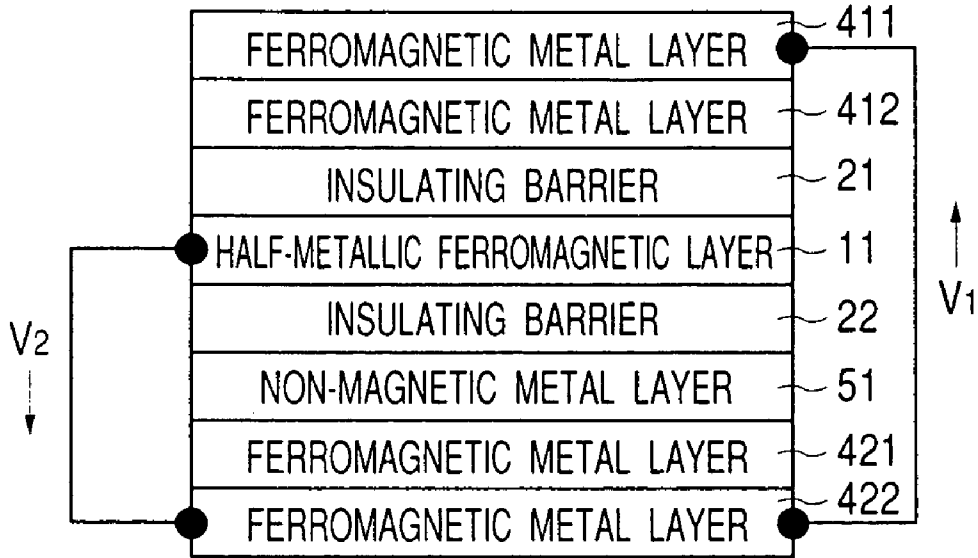 411
FERROMAGNETIC METAL LAYER
FERROMAGNETIC METAL LAYER 412
INSULATING BARRIER 21
HALF-METALLIC FERROMAGNETIC LAYER 11
V1
INSULATING BARRIER 22
V2
NON-MAGNETIC METAL LAYER 51
FERROMAGNETIC METAL LAYER 421
422
FERROMAGNETIC METAL LAYER